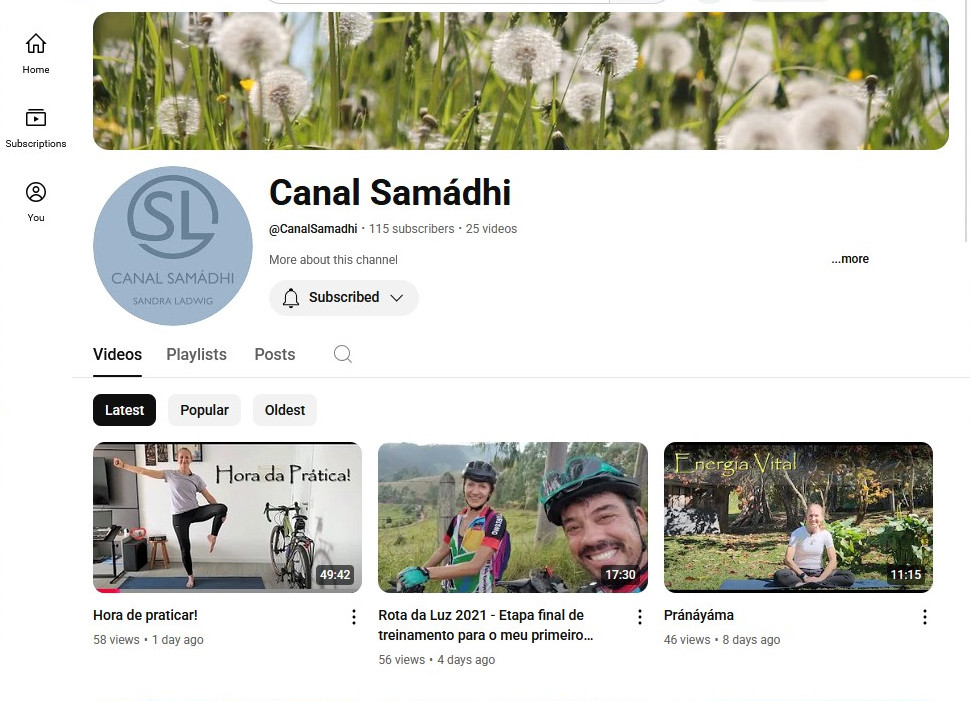 Home
Subscriptions
You
SL
CANAL SAMÁDHI
SANDRA LADWIG
Canal Samádhi
@CanalSamadhi · 115 subscribers · 25 videos
More about this channel
...more
Subscribed
Videos
Playlists
Posts
Latest
Popular
Oldest
Hora da Prática!
49:42
17:30
Energia Vital
11:15
Hora de praticar!
58 views • 1 day ago
Rota da Luz 2021 - Etapa final de
treinamento para o meu primeiro...
56 views • 4 days ago
Pránáyáma
46 views • 8 days ago